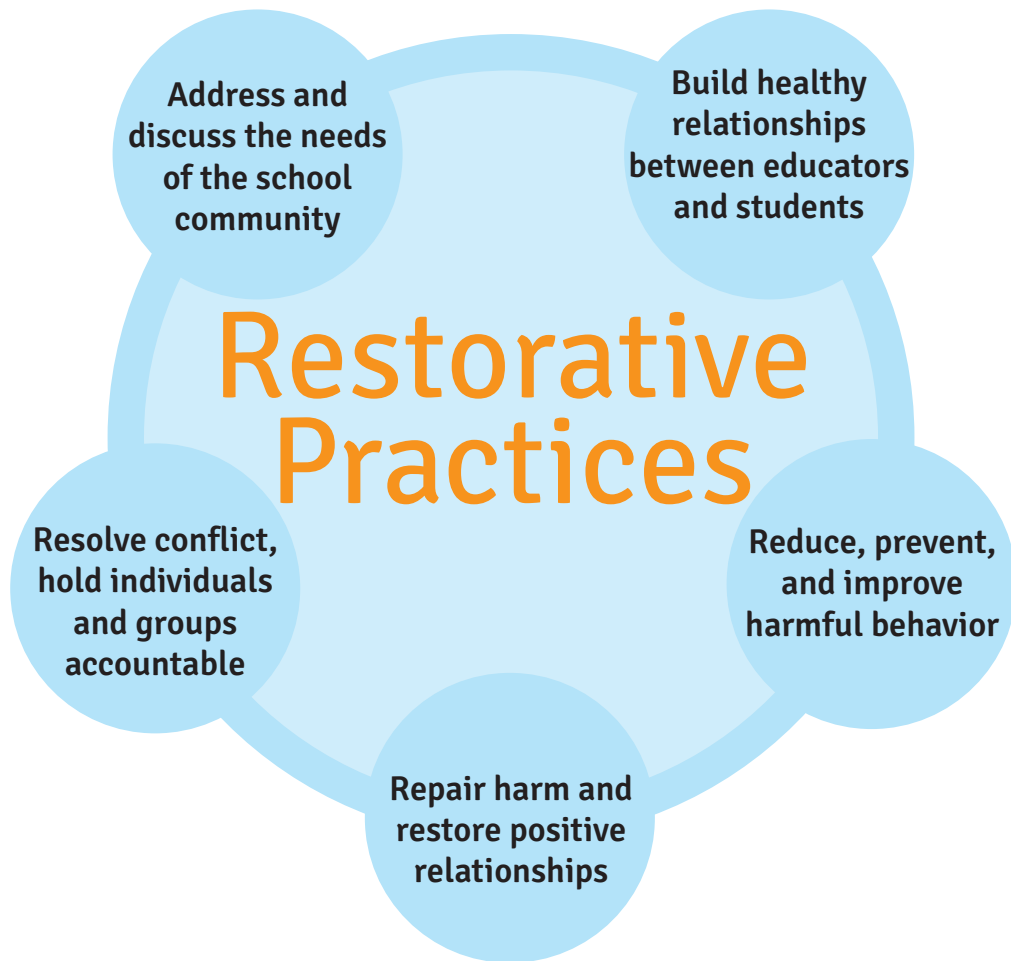 Address and
discuss the needs
of the school
community
Build healthy
relationships
between educators
and students
Restorative
Practices
Resolve conflict,
hold individuals
and groups
accountable
Reduce, prevent,
and improve
harmful behavior
Repair harm and
restore positive
relationships